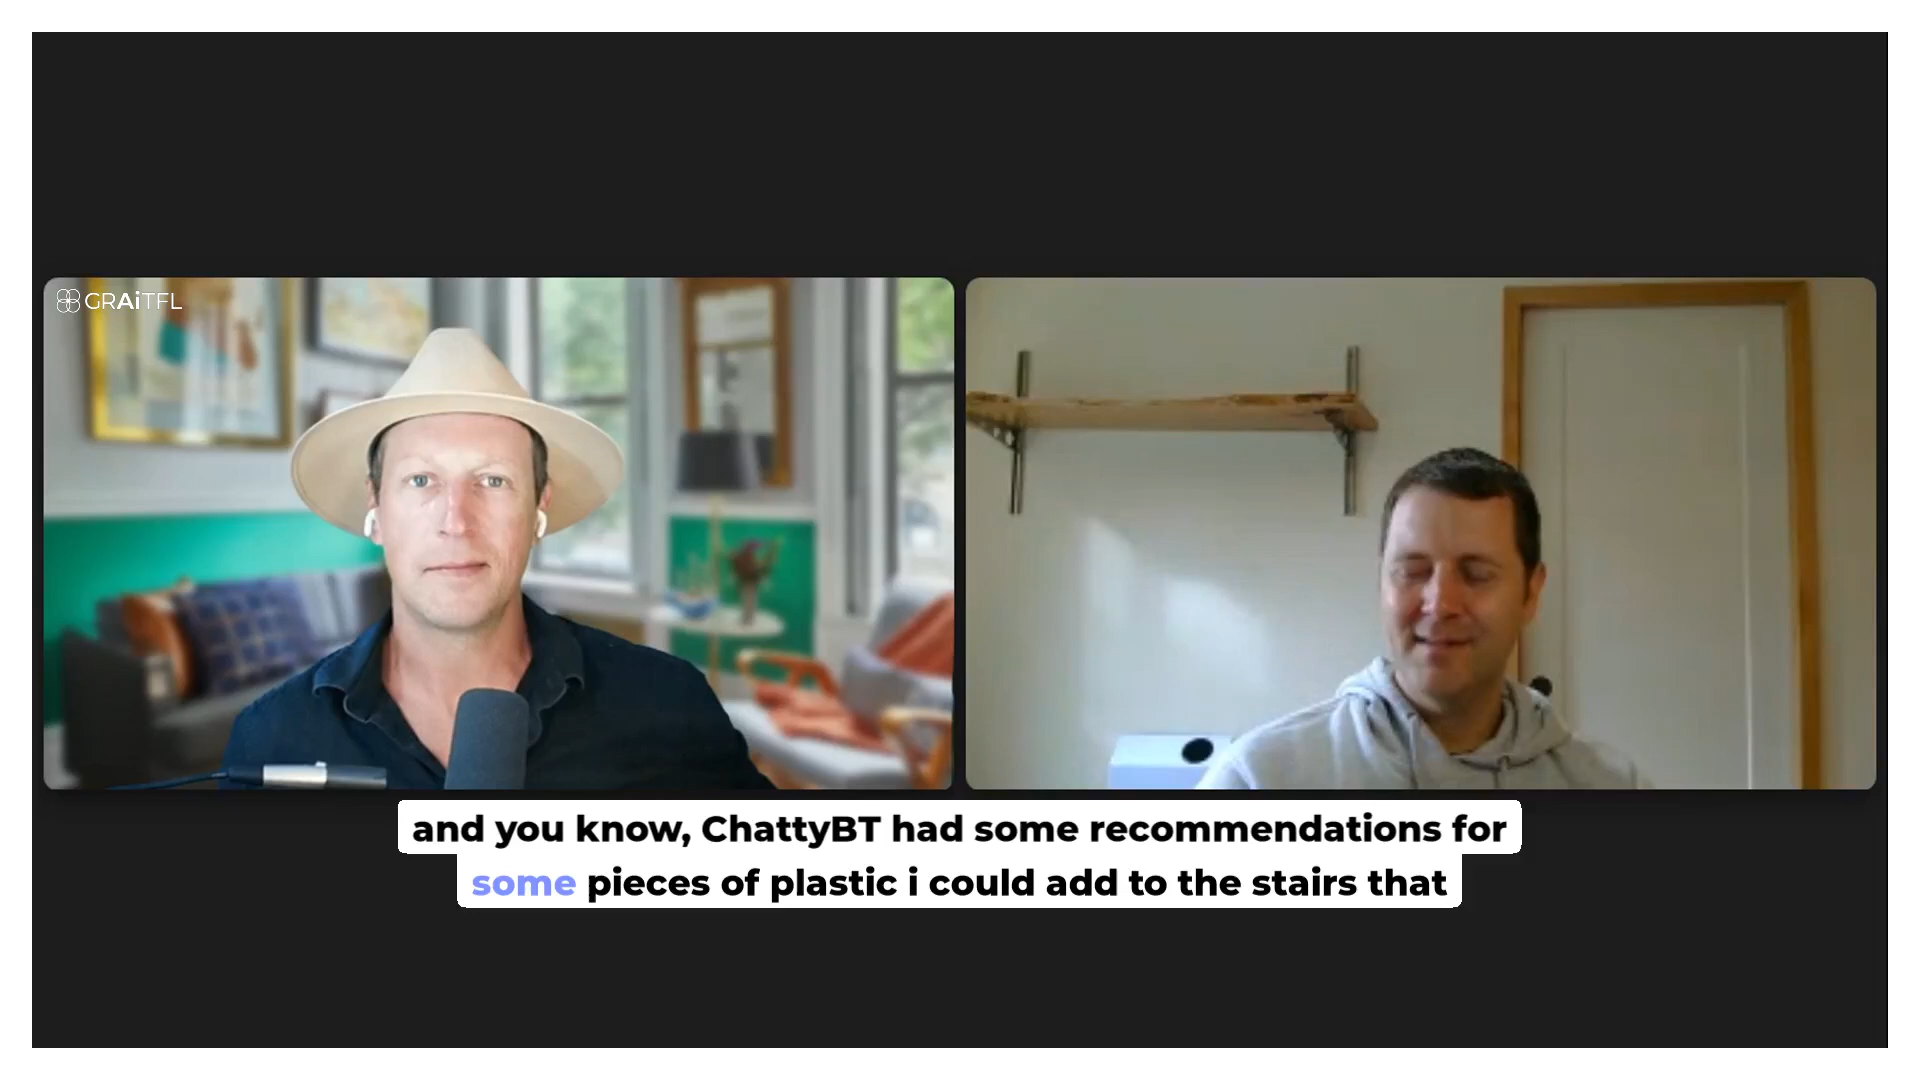 GRAiTFL
and you know, ChattyBT had some recommendations for
some pieces of plastic i could add to the stairs that